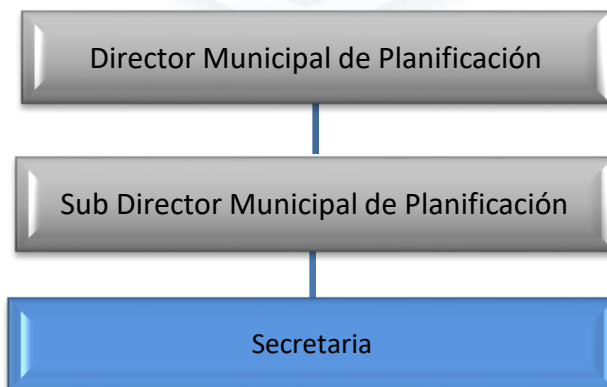 Director Municipal de Planificación
Sub Director Municipal de Planificación
Secretaria